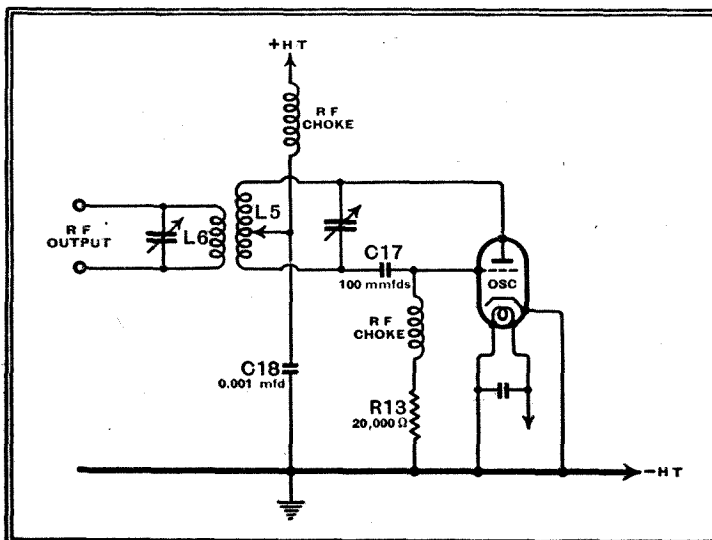 +HT
RF
CHOKE
L5
L6
RF
OUTPUT
C17
100 mmfds
OSC
RF
CHOKE
C18
0.001 mfd
R13
20,000 Ω
-HT